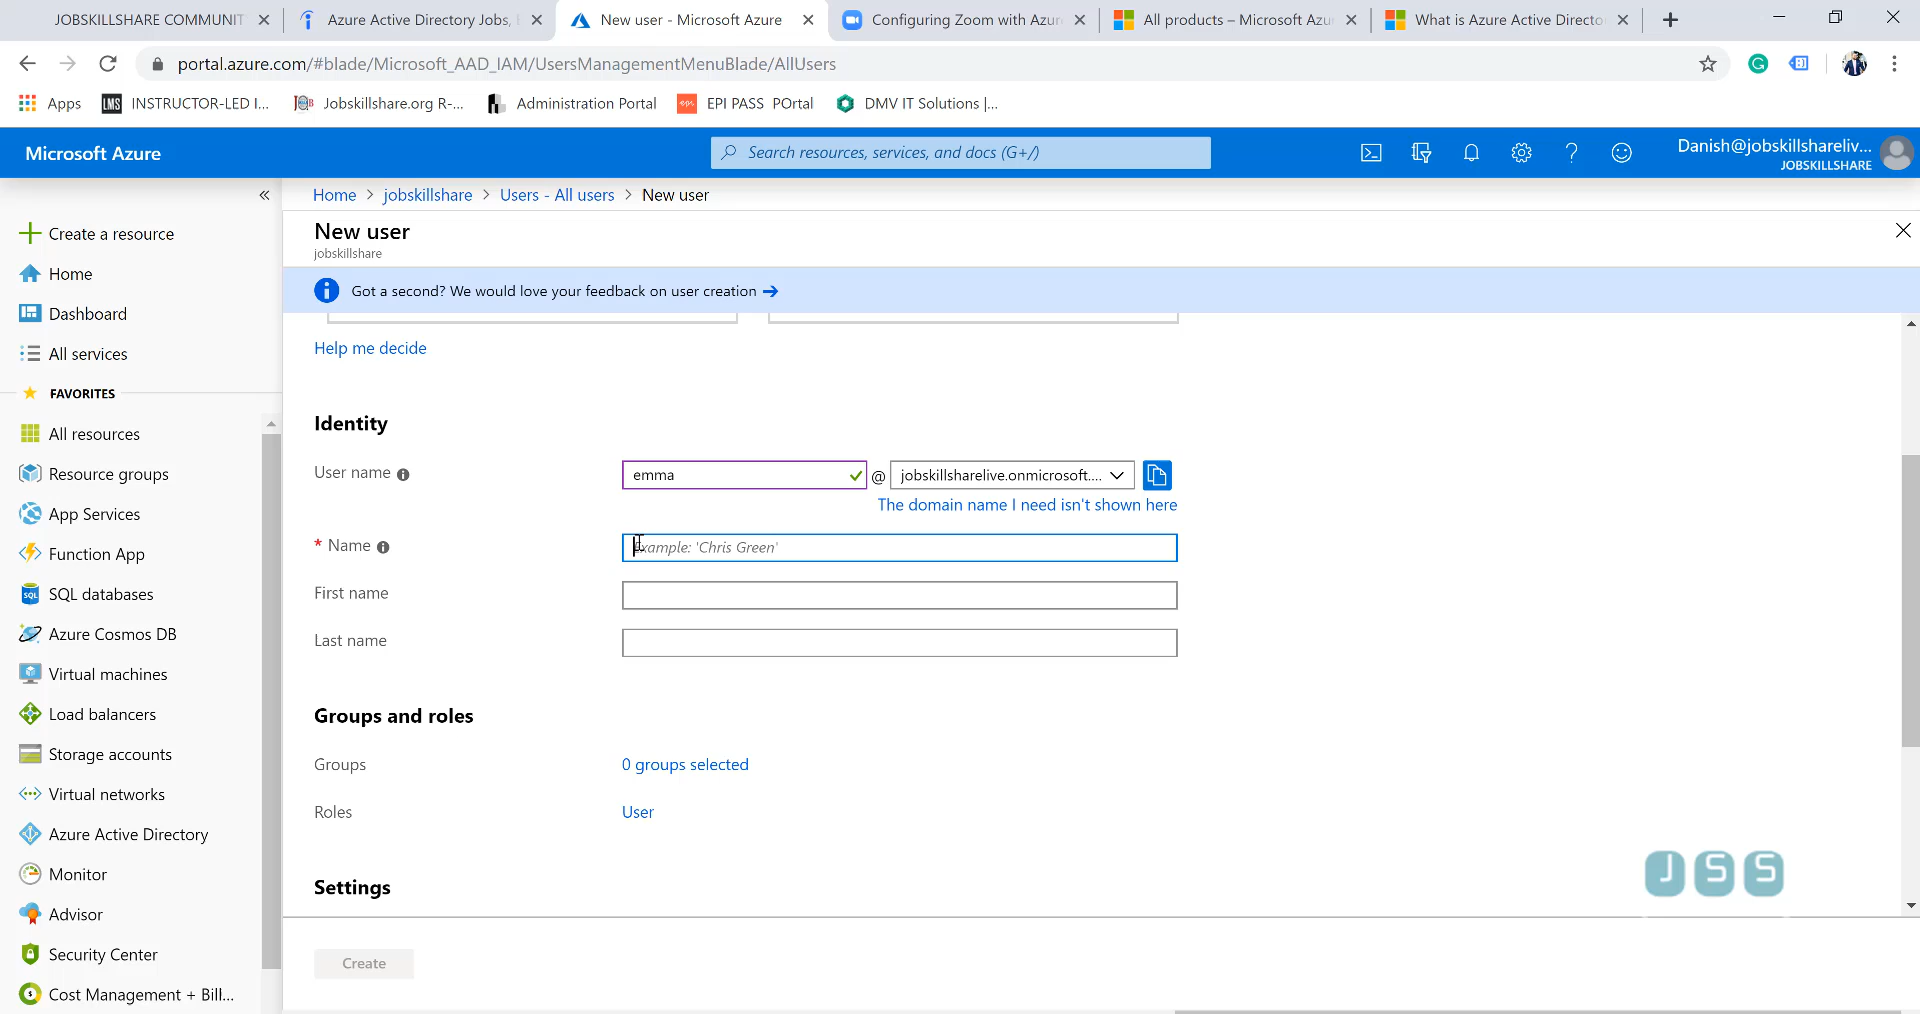 JOBSKILLSHARE COMMUNIT
Azure Active Directory Jobs,
New user - Microsoft Azure
Configuring Zoom with Azur
All products – Microsoft Azu
What is Azure Active Directo
portal.azure.com/#blade/Microsoft_AAD_IAM/UsersManagementMenuBlade/AllUsers
Apps
LMS INSTRUCTOR-LED I...
Jobskillshare.org R-...
Administration Portal
EPI PASS POrtal
DMV IT Solutions |...
Microsoft Azure
Search resources, services, and docs (G+/)
Danish@jobskillshareliv...
JOBSKILLSHARE
Home > jobskillshare > Users - All users > New user
Create a resource
Home
Dashboard
All services
FAVORITES
All resources
Resource groups
App Services
Function App
SQL databases
Azure Cosmos DB
Virtual machines
Load balancers
Storage accounts
Virtual networks
Azure Active Directory
Monitor
Advisor
Security Center
Cost Management + Bill...
New user
jobskillshare
Got a second? We would love your feedback on user creation
Help me decide
Identity
User name
emma @ jobskillsharelive.onmicrosoft....
The domain name I need isn't shown here
* Name
Example: 'Chris Green'
First name
Last name
Groups and roles
Groups
0 groups selected
Roles
User
Settings
JSS
Create